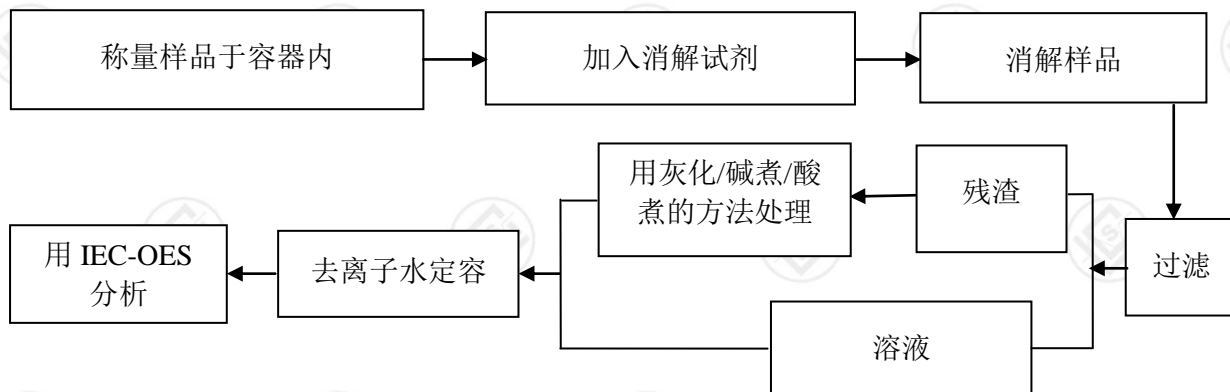 称量样品于容器内
加入消解试剂
消解样品
用灰化/碱煮/酸
煮的方法处理
残渣
过滤
用 IEC-OES
分析
去离子水定容
溶液